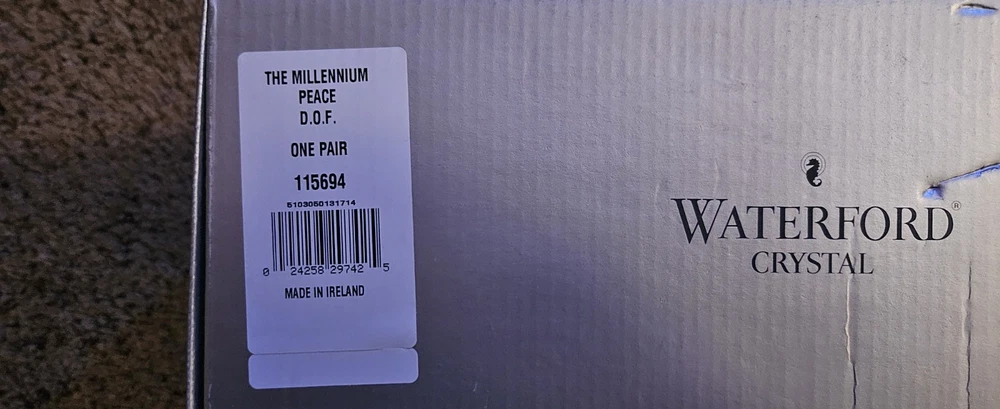 THE MILLENNIUM
PEACE
D.O.F.
ONE PAIR
115694
5103050131714
0 24258 29742 5
MADE IN IRELAND
WATERFORD®
CRYSTAL